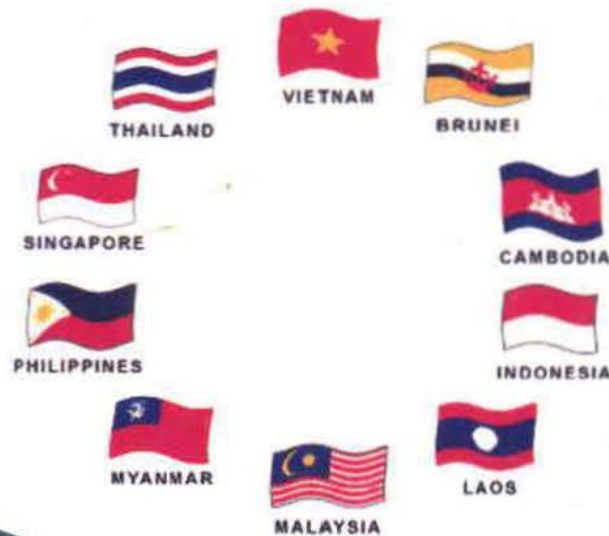 VIETNAM
THAILAND
BRUNEI
SINGAPORE
CAMBODIA
PHILIPPINES
INDONESIA
MYANMAR
LAOS
MALAYSIA